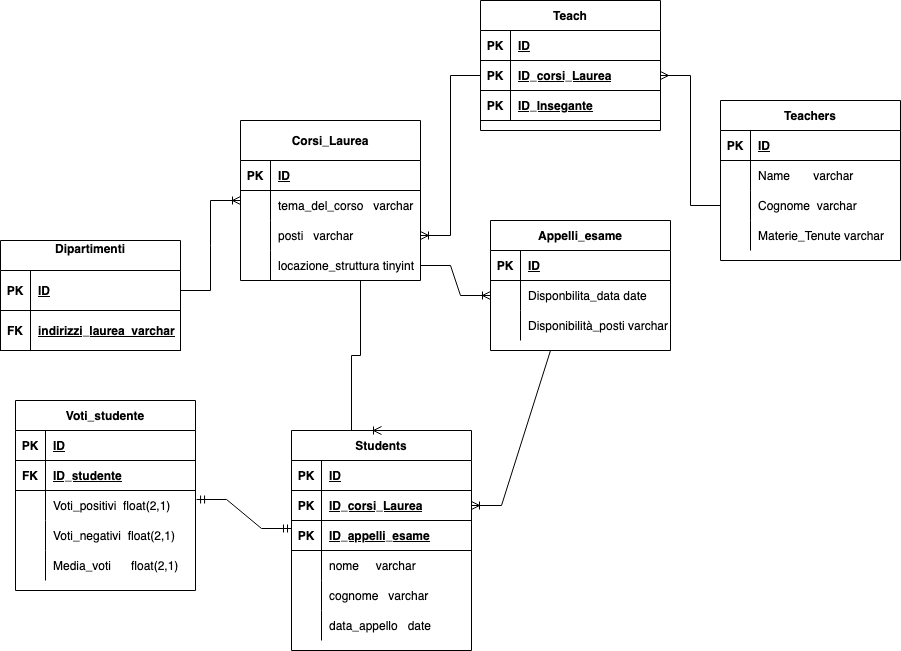 Teach
PK ID
PK ID_corsi_Laurea
PK ID_Insegante
Teachers
PK ID
Name varchar
Cognome varchar
Materie_Tenute varchar
Corsi_Laurea
PK ID
tema_del_corso varchar
posti varchar
locazione_struttura tinyint
Appelli_esame
PK ID
Disponbilita_data date
Disponibilità_posti varchar
Dipartimenti
PK ID
FK indirizzi_laurea_varchar
Voti_studente
PK ID
FK ID_studente
Voti_positivi float(2,1)
Voti_negativi float(2,1)
Media_voti float(2,1)
Students
PK ID
PK ID_corsi_Laurea
PK ID_appelli_esame
nome varchar
cognome varchar
data_appello date